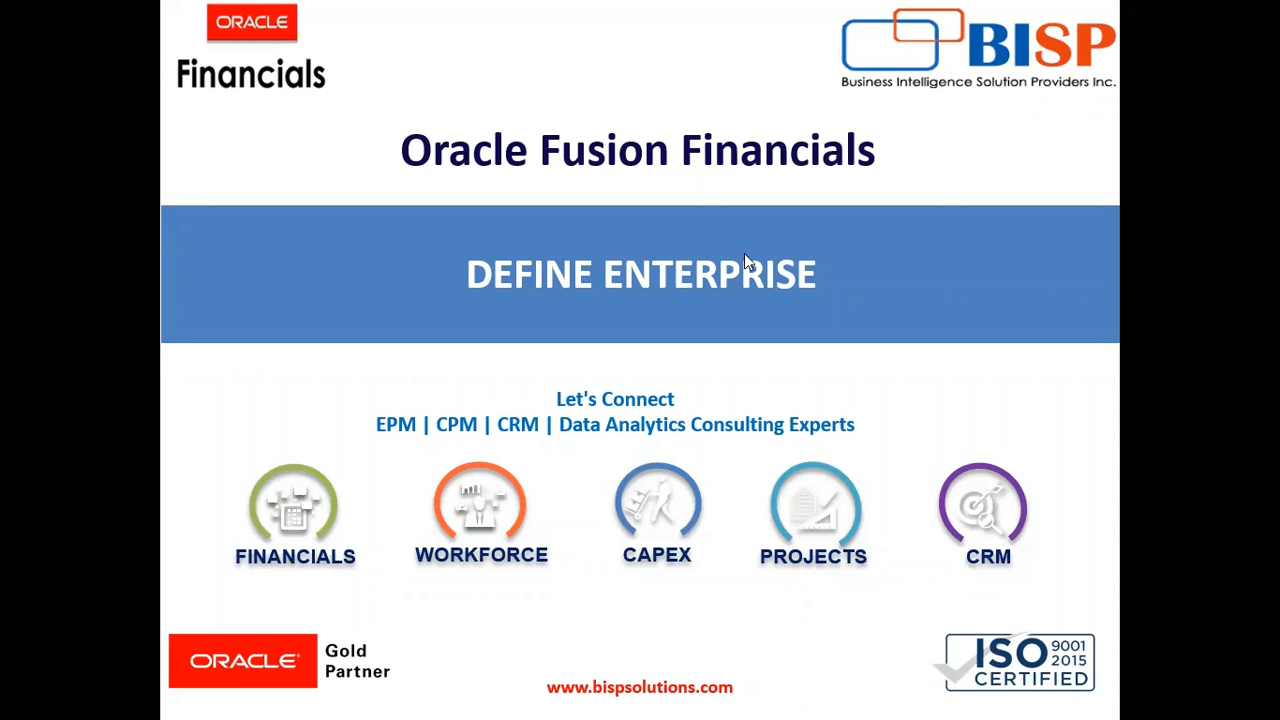 ORACLE
Financials
BISP
Business Intelligence Solution Providers Inc.
Oracle Fusion Financials
DEFINE ENTERPRISE
Let's Connect
EPM | CPM | CRM | Data Analytics Consulting Experts
FINANCIALS
WORKFORCE
CAPEX
PROJECTS
CRM
ORACLE®
Gold
Partner
www.bispsolutions.com
ISO 9001
2015
CERTIFIED